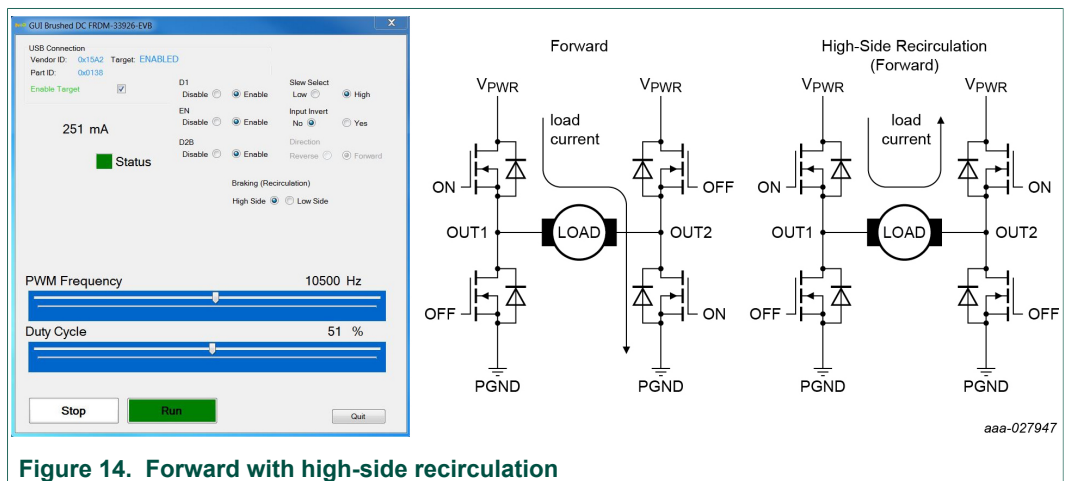 GUI Brushed DC FRDM-33926-EVB
X
USB Connection
Vendor ID: 0x15A2 Target: ENABLED
Part ID: 0x0138
Enable Target
251 mA
Status
D1
Disable Enable
EN
Disable Enable
D2B
Disable Enable
Slew Select
Low High
Input Invert
No Yes
Direction
Reverse Forward
Braking (Recirculation)
High Side Low Side
PWM Frequency 10500 Hz
Duty Cycle 51 %
Stop Run Quit
Forward
VPWR VPWR
load
current
ON OFF
OUT1 LOAD OUT2
OFF ON
PGND PGND
High-Side Recirculation
(Forward)
VPWR VPWR
load
current
ON ON
OUT1 LOAD OUT2
OFF OFF
PGND PGND
aaa-027947
Figure 14. Forward with high-side recirculation